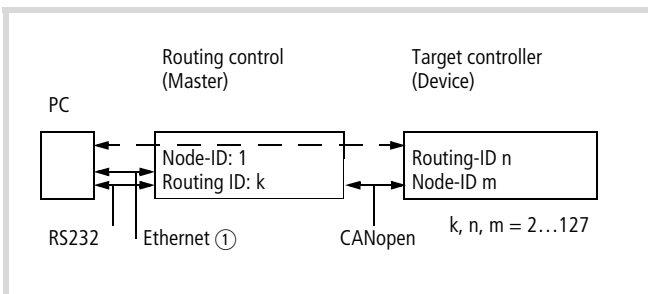 Routing control
(Master)
Target controller
(Device)
PC
Node-ID: 1
Routing ID: k
Routing-ID n
Node-ID m
RS232
Ethernet ①
CANopen
k, n, m = 2…127